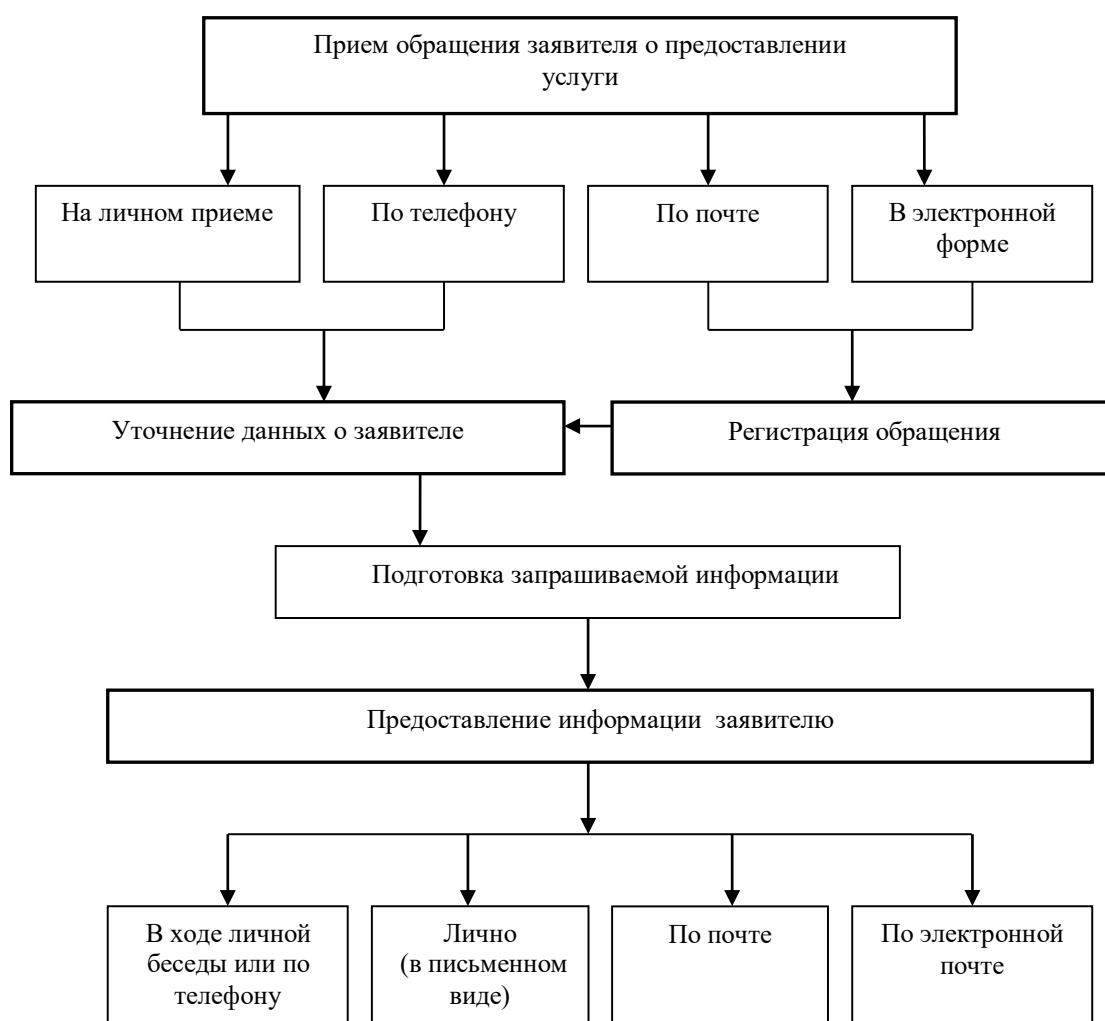 Прием обращения заявителя о предоставлении
услуги
На личном приеме
По телефону
По почте
В электронной
форме
Уточнение данных о заявителе
Регистрация обращения
Подготовка запрашиваемой информации
Предоставление информации  заявителю
В ходе личной
беседы или по
телефону
Лично
(в письменном
виде)
По почте
По электронной
почте